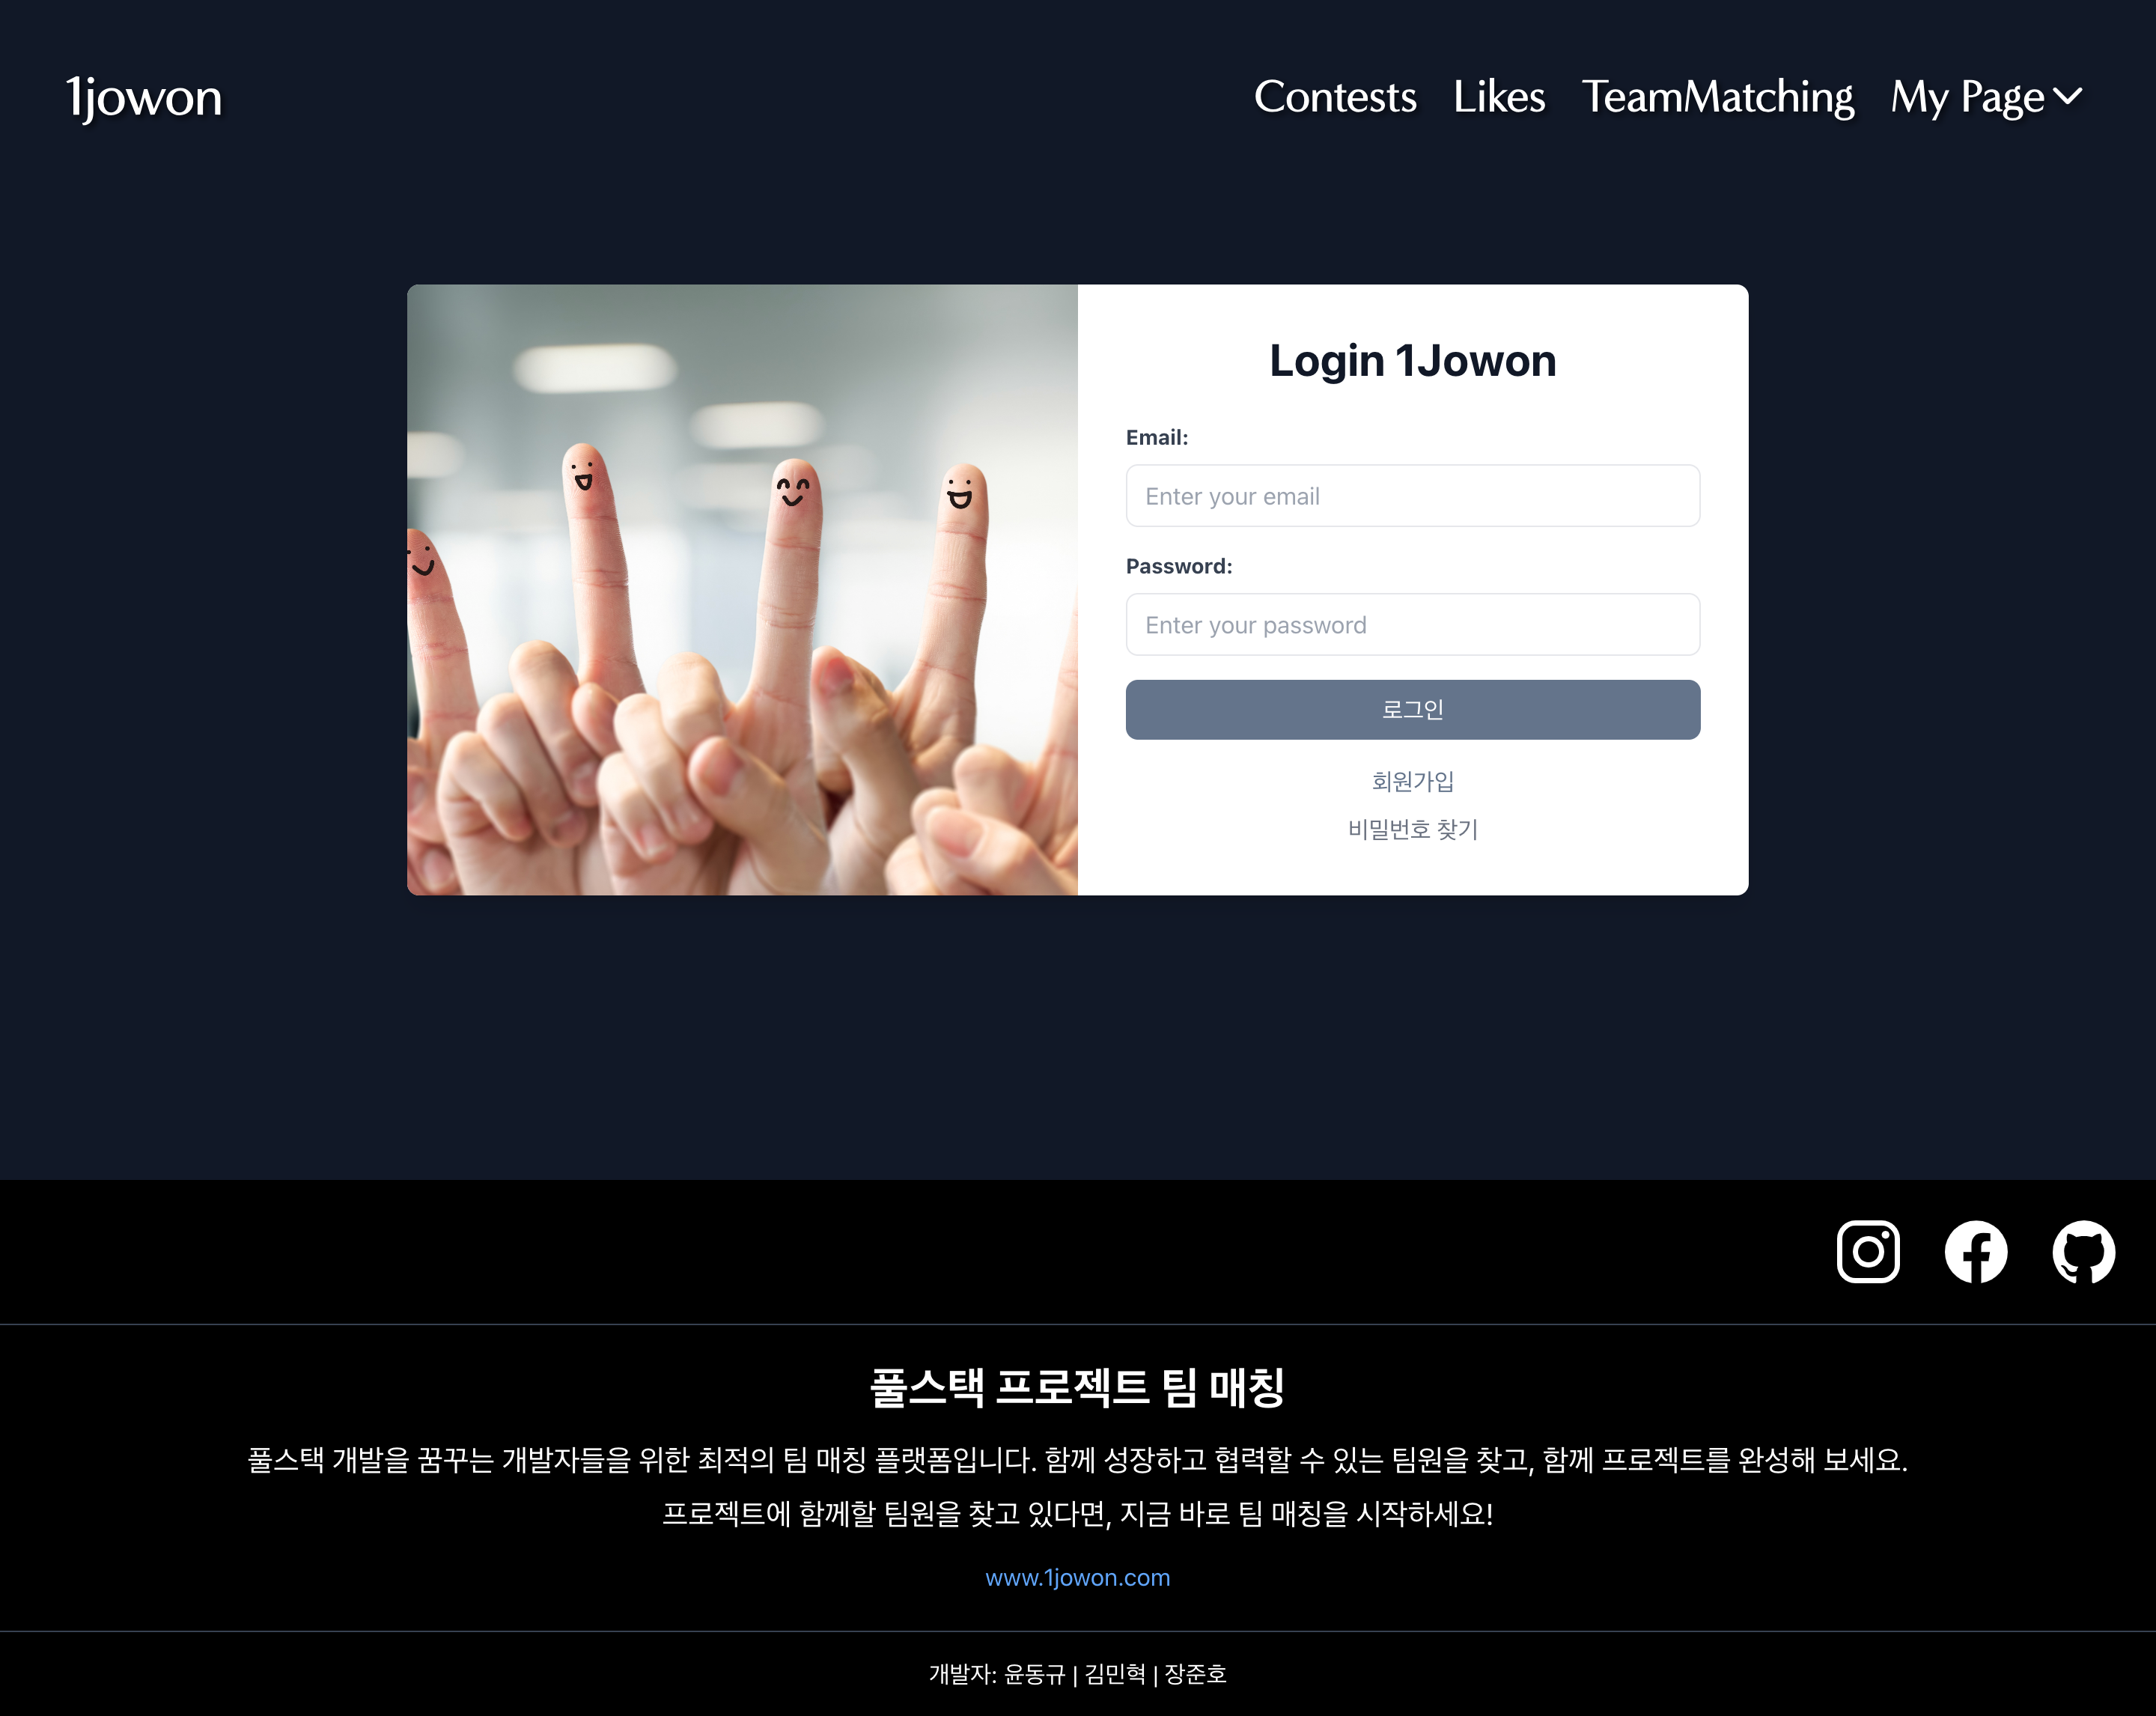 1jowon
Contests Likes TeamMatching My Page
Login 1Jowon
Email:
Enter your email
Password:
Enter your password
로그인
회원가입
비밀번호 찾기
풀스택 프로젝트 팀 매칭
풀스택 개발을 꿈꾸는 개발자들을 위한 최적의 팀 매칭 플랫폼입니다. 함께 성장하고 협력할 수 있는 팀원을 찾고, 함께 프로젝트를 완성해 보세요.
프로젝트에 함께할 팀원을 찾고 있다면, 지금 바로 팀 매칭을 시작하세요!
www.1jowon.com
개발자: 윤동규 | 김민혁 | 장준호